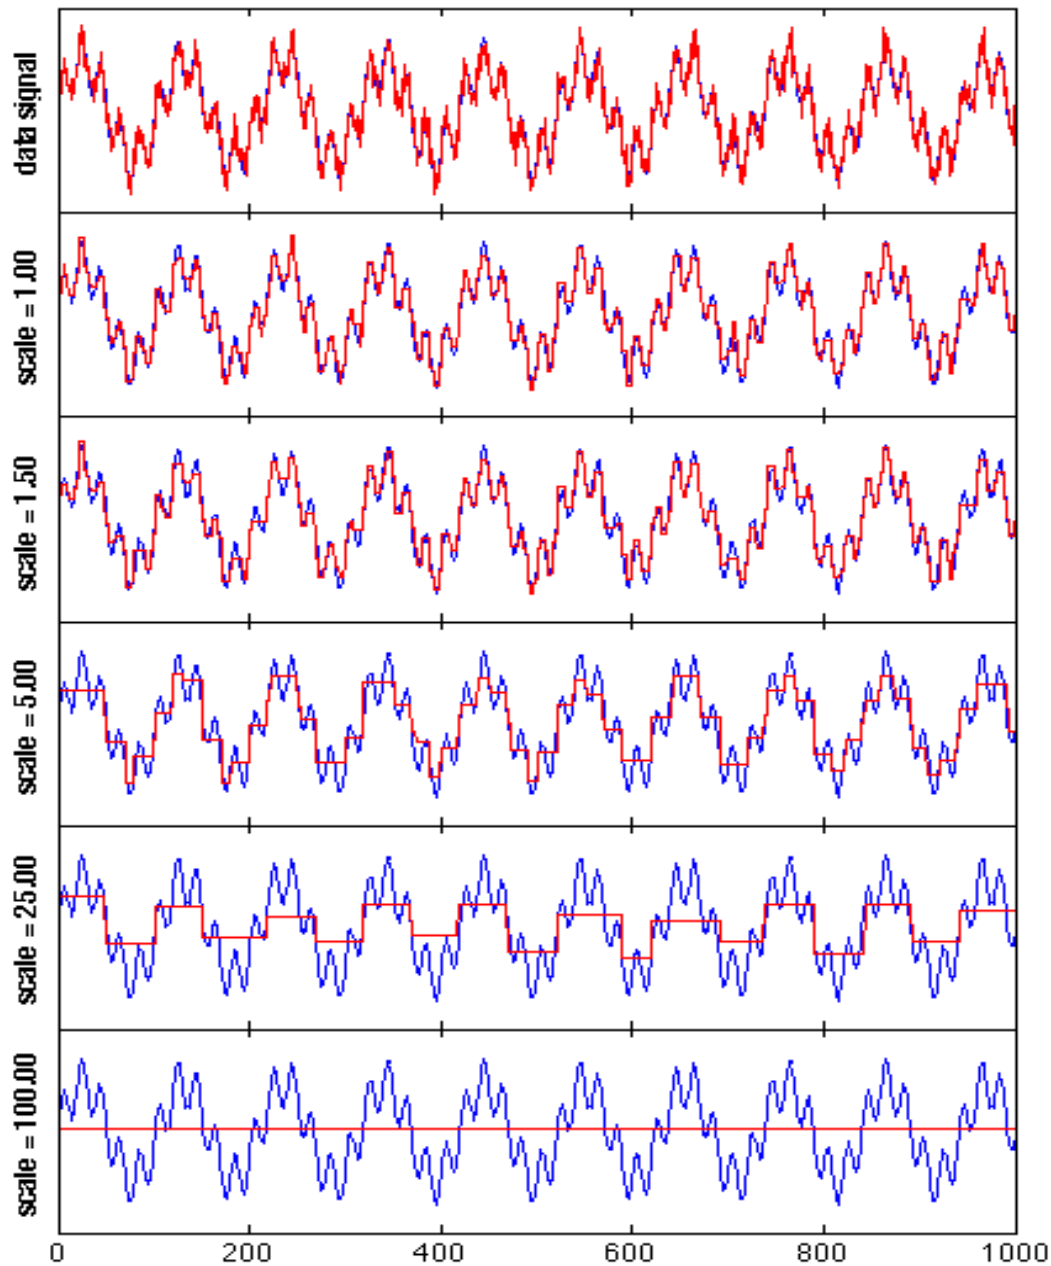 data signal
scale = 1.00
scale = 1.50
scale = 5.00
scale = 25.00
scale = 100.00
0 200 400 600 800 1000